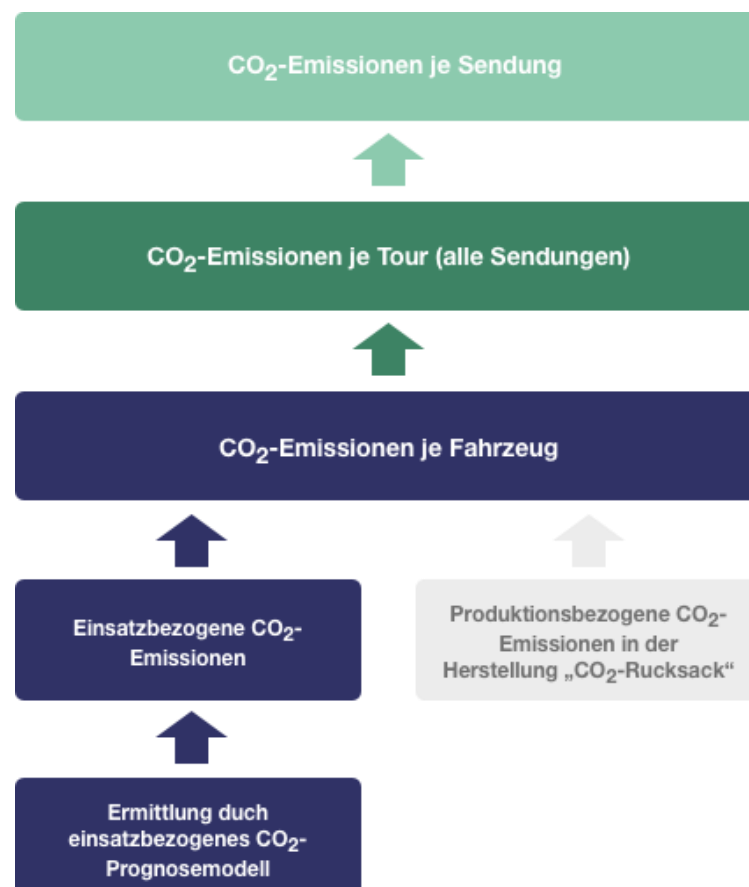 CO₂-Emissionen je Sendung
CO₂-Emissionen je Tour (alle Sendungen)
CO₂-Emissionen je Fahrzeug
Einsatzbezogene CO₂-
Emissionen
Produktionsbezogene CO₂-
Emissionen in der
Herstellung „CO₂-Rucksack“
Ermittlung duch
einsatzbezogenes CO₂-
Prognosemodell